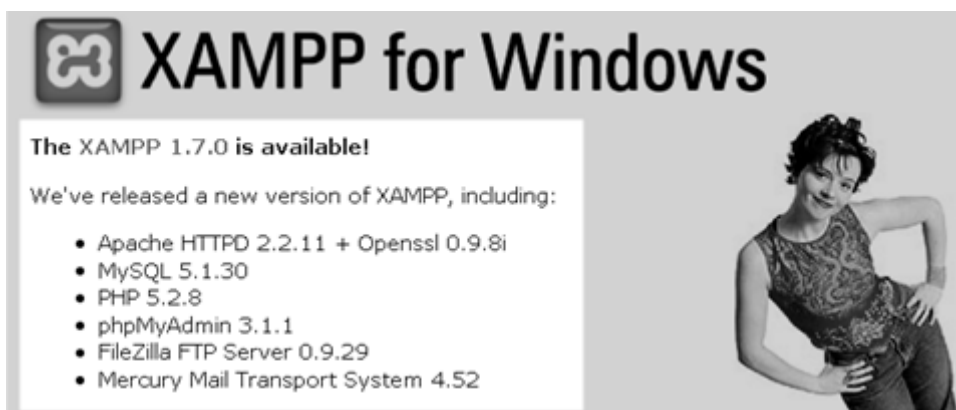 XAMPP for Windows
The XAMPP 1.7.0 is available!
We've released a new version of XAMPP, including:
• Apache HTTPD 2.2.11 + Openssl 0.9.8i
• MySQL 5.1.30
• PHP 5.2.8
• phpMyAdmin 3.1.1
• FileZilla FTP Server 0.9.29
• Mercury Mail Transport System 4.52